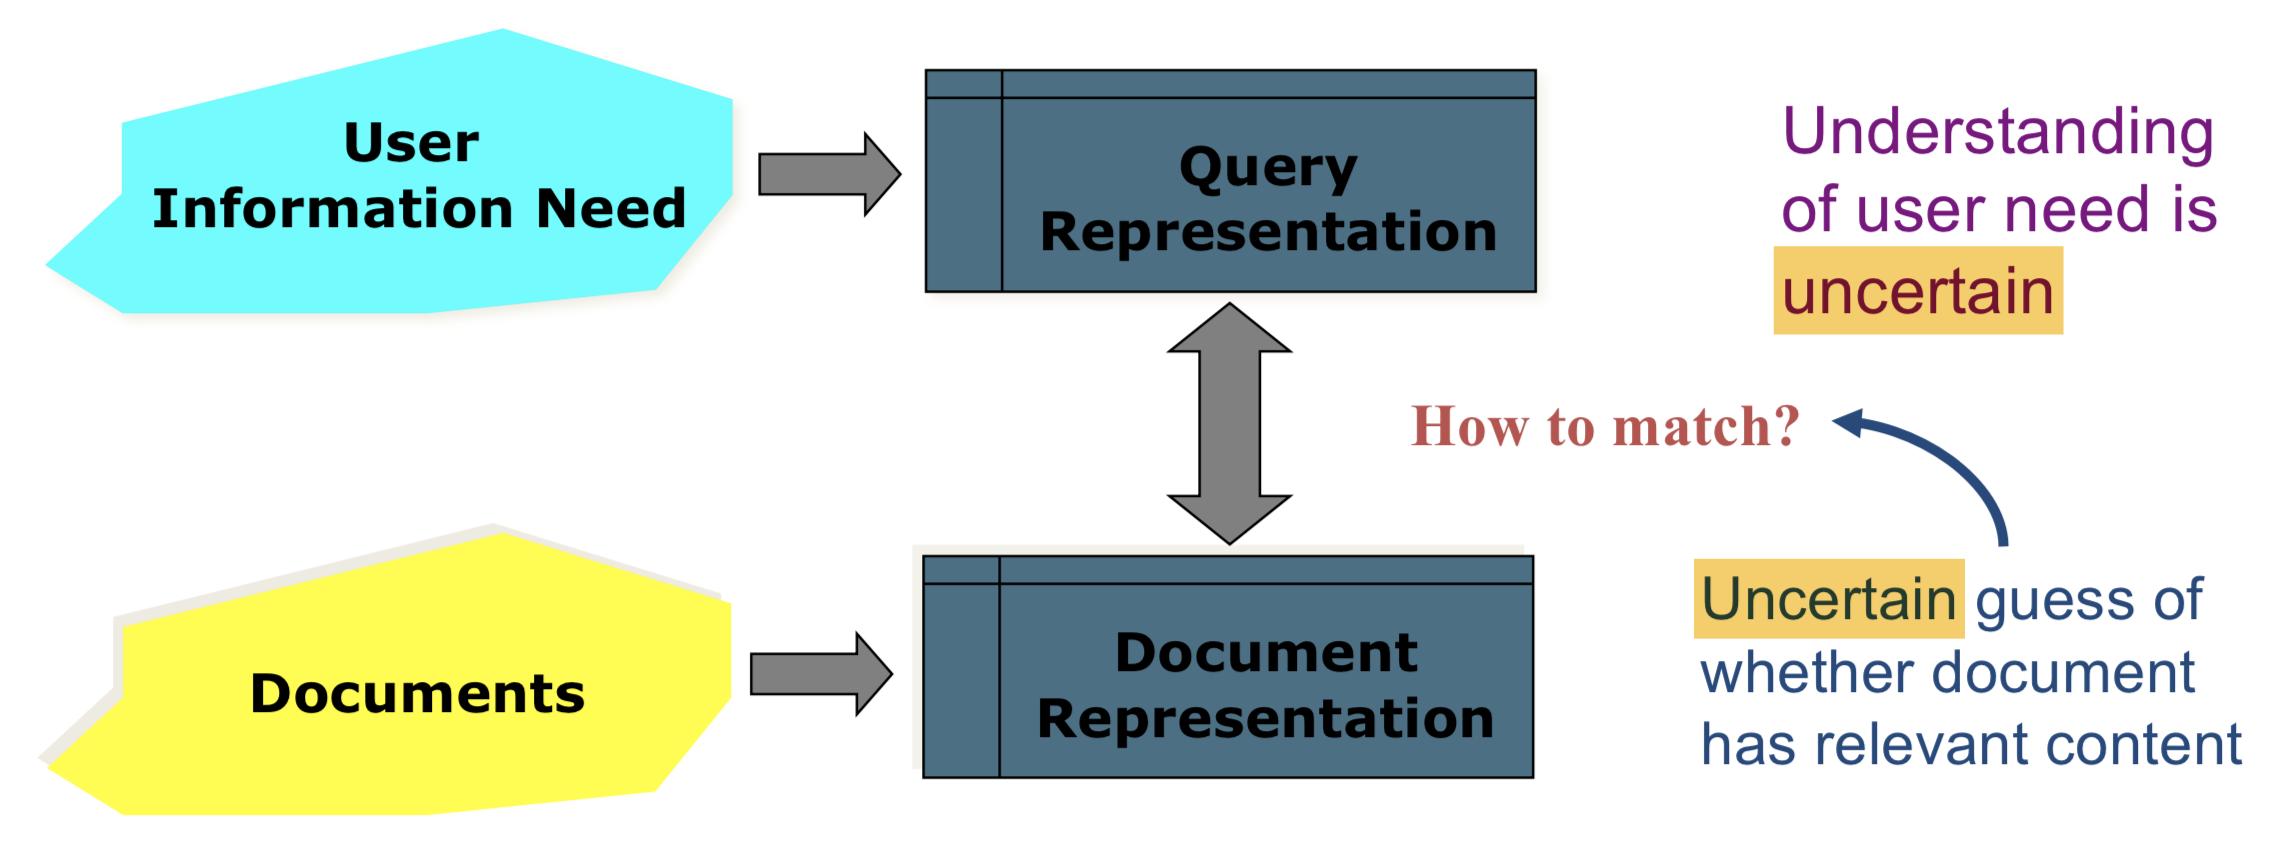 User
Information Need
Query
Representation
Understanding
of user need is
uncertain
How to match?
Documents
Document
Representation
Uncertain guess of
whether document
has relevant content